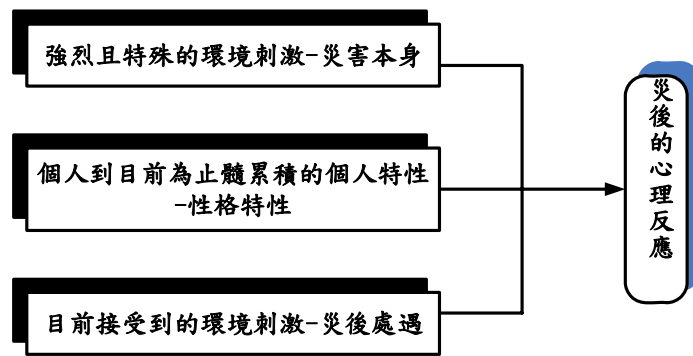 強烈且特殊的環境刺激-災害本身
個人到目前為止髓累積的個人特性
-性格特性
目前接受到的環境刺激-災後處遇
災後的心理反應